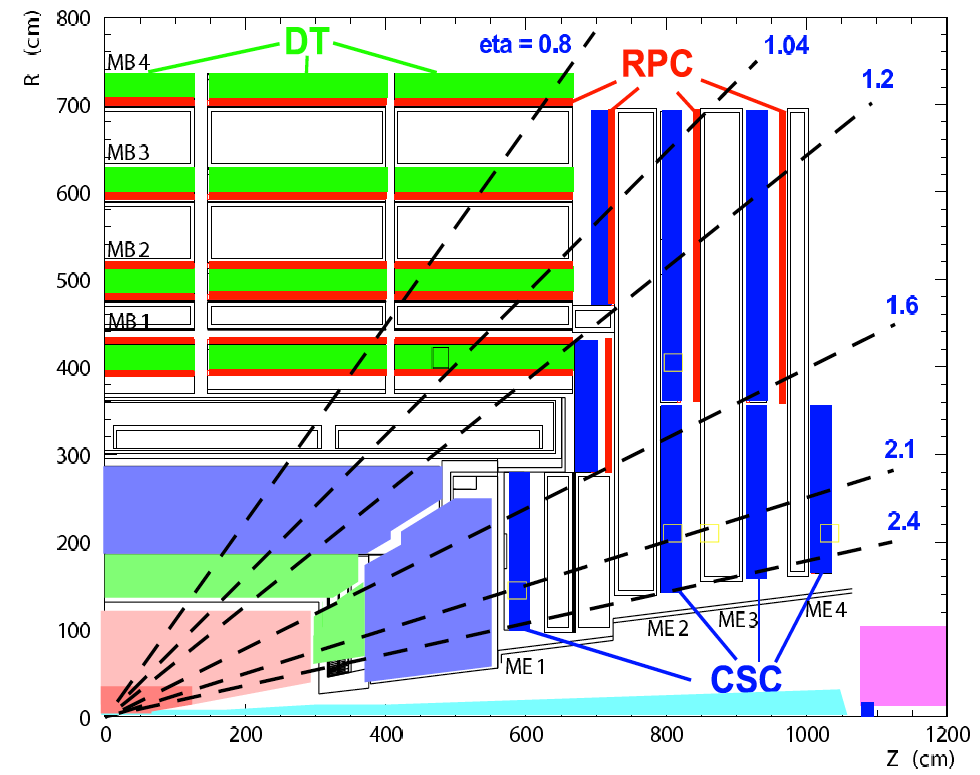 R (cm)
800
700
600
500
400
300
200
100
0
MB 4
DT
eta = 0.8
RPC
1.04
1.2
MB 3
MB 2
MB 1
1.6
2.1
2.4
ME 1
ME 2
ME 3
ME 4
CSC
0
200
400
600
800
1000
1200
Z (cm)